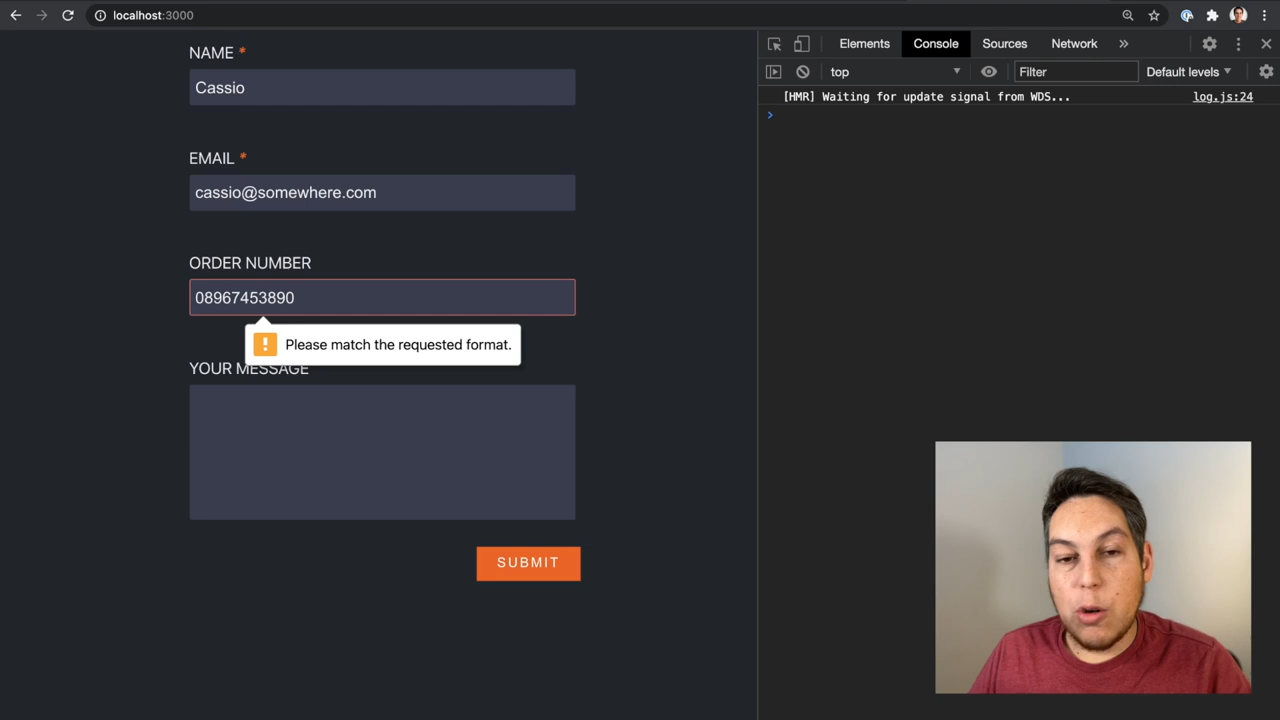 localhost:3000
NAME *
Cassio
EMAIL *
cassio@somewhere.com
ORDER NUMBER
08967453890
Please match the requested format.
YOUR MESSAGE
SUBMIT
Elements Console Sources Network »
top Filter Default levels
[HMR] Waiting for update signal from WDS... log.js:24
>